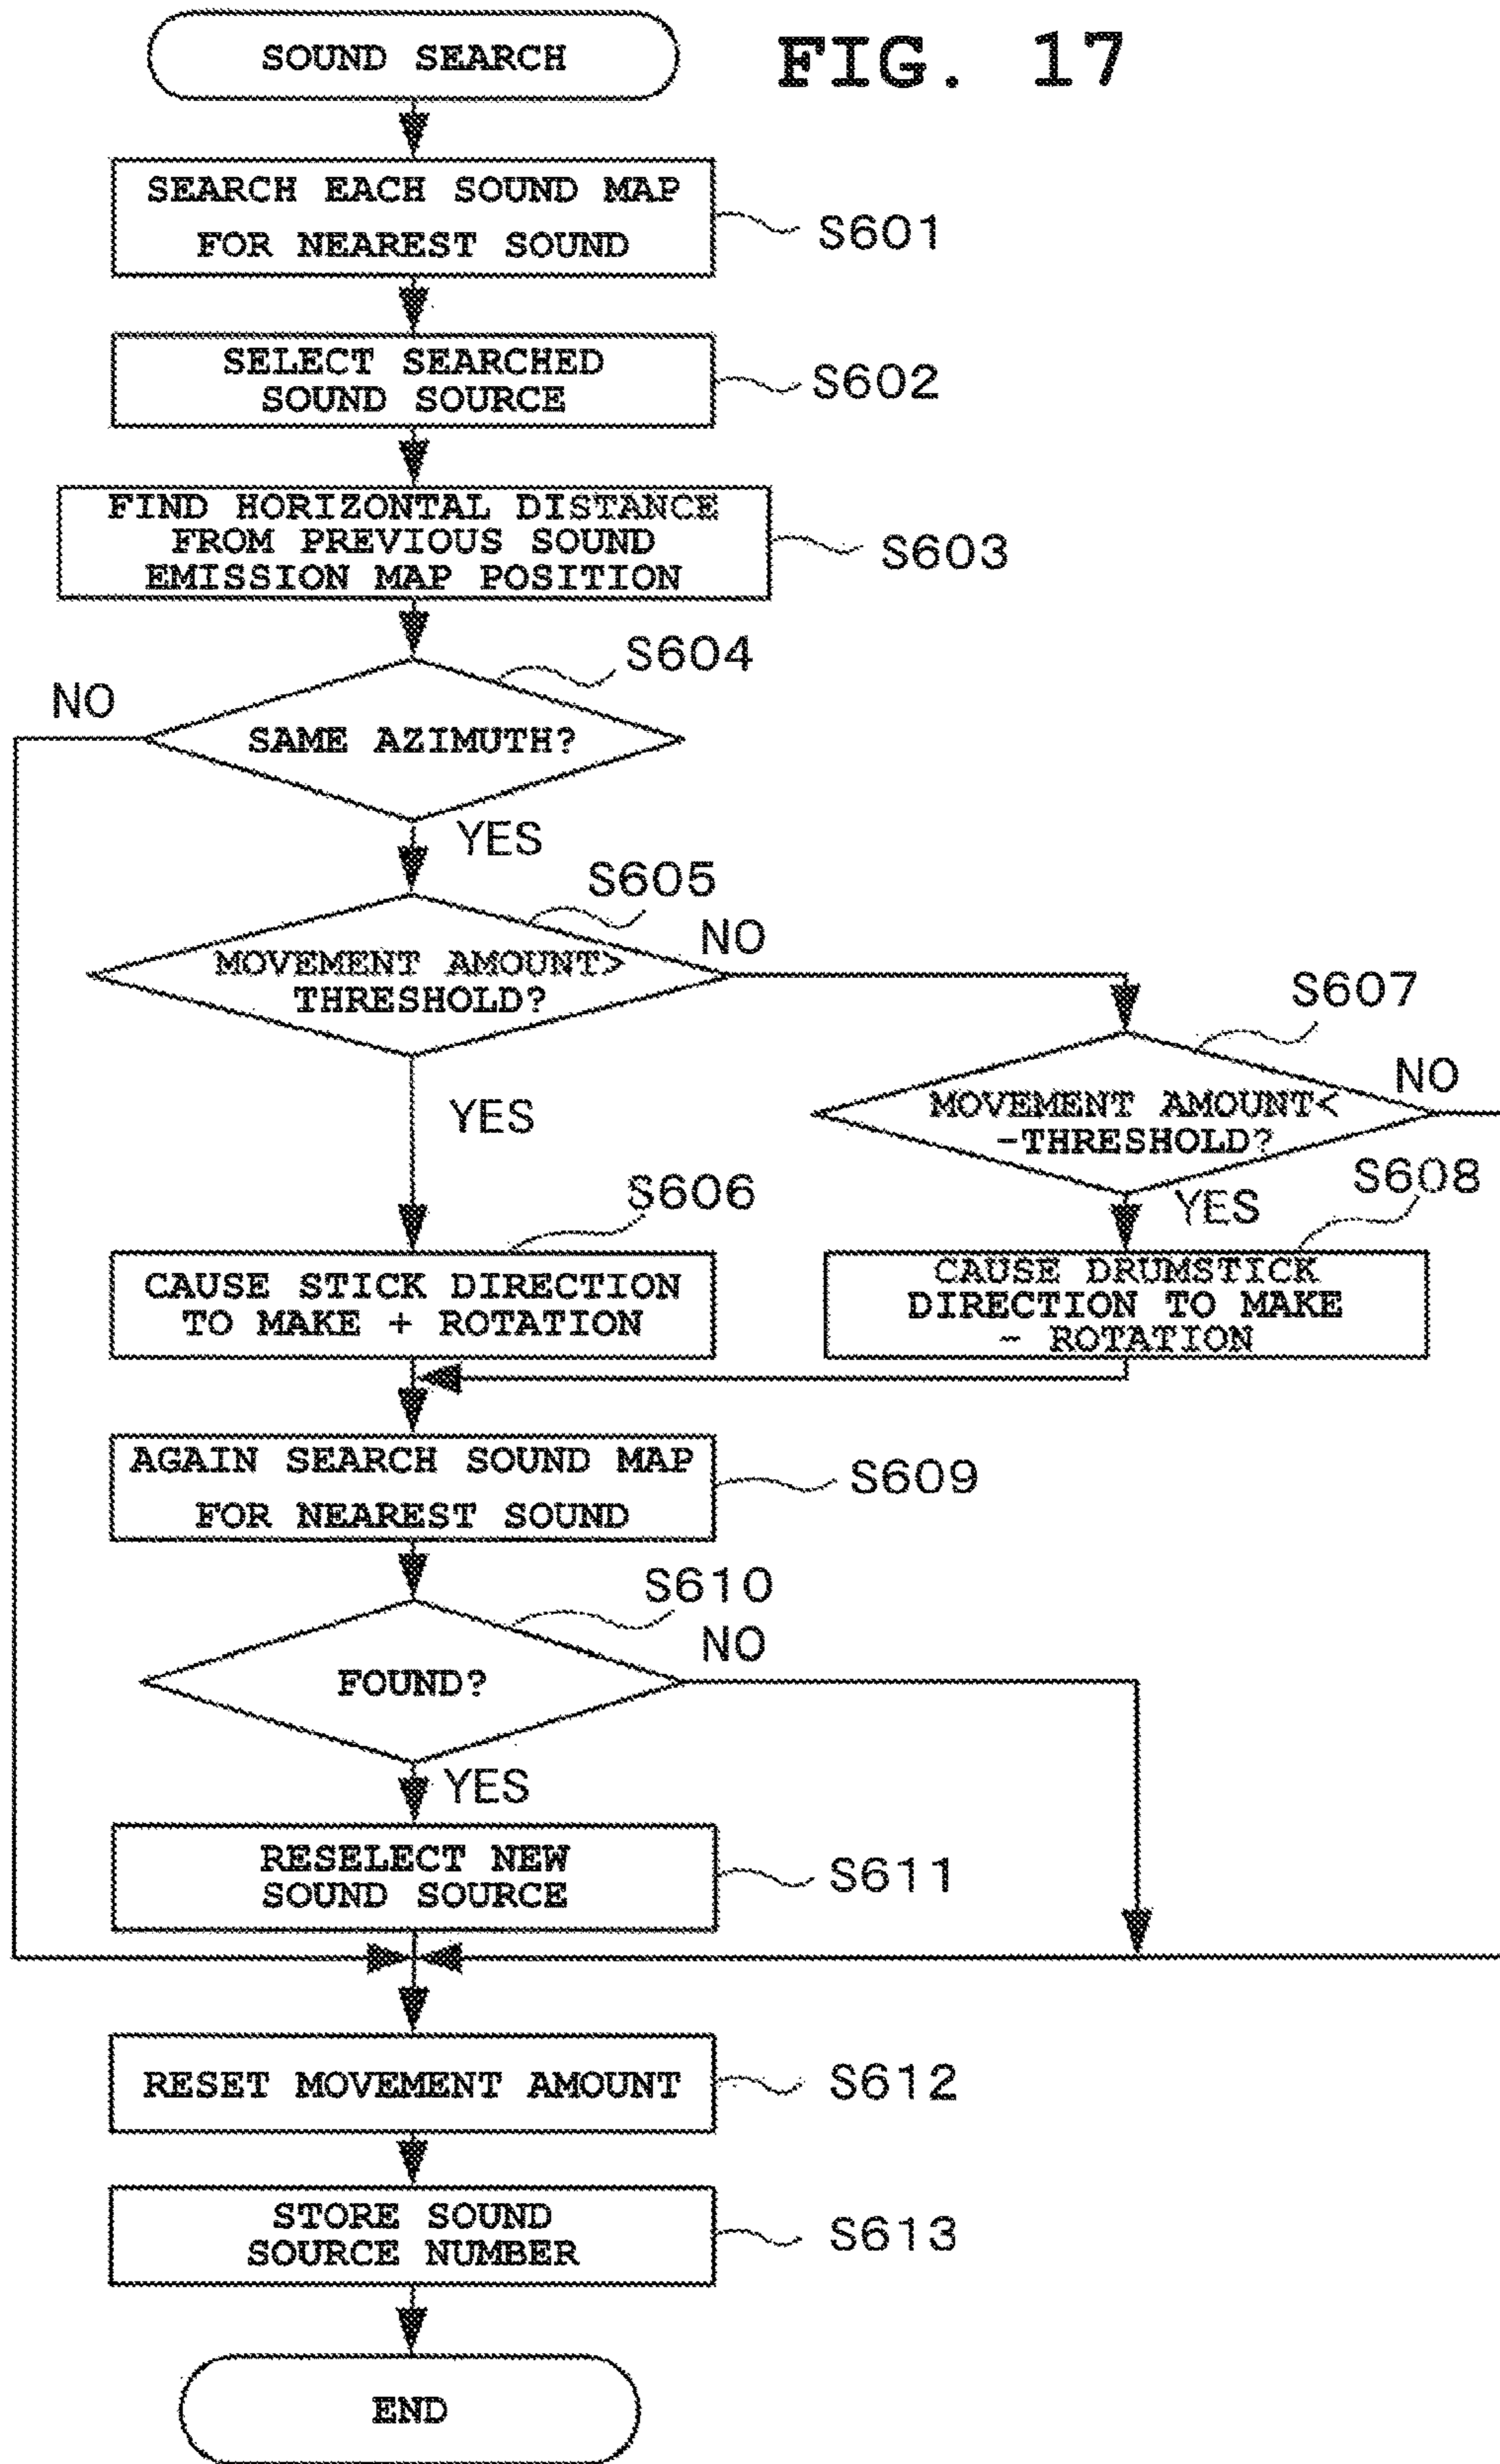 FIG. 17
SOUND SEARCH
SEARCH EACH SOUND MAP
FOR NEAREST SOUND
S601
SELECT SEARCHED
SOUND SOURCE
S602
FIND HORIZONTAL DISTANCE
FROM PREVIOUS SOUND
EMISSION MAP POSITION
S603
S604
NO
SAME AZIMUTH?
YES
S605
NO
MOVEMENT AMOUNT>
THRESHOLD?
YES
S607
NO
MOVEMENT AMOUNT<
-THRESHOLD?
YES
S606
CAUSE STICK DIRECTION
TO MAKE + ROTATION
S608
CAUSE DRUMSTICK
DIRECTION TO MAKE
- ROTATION
AGAIN SEARCH SOUND MAP
FOR NEAREST SOUND
S609
S610
NO
FOUND?
YES
RESELECT NEW
SOUND SOURCE
S611
RESET MOVEMENT AMOUNT
S612
STORE SOUND
SOURCE NUMBER
S613
END